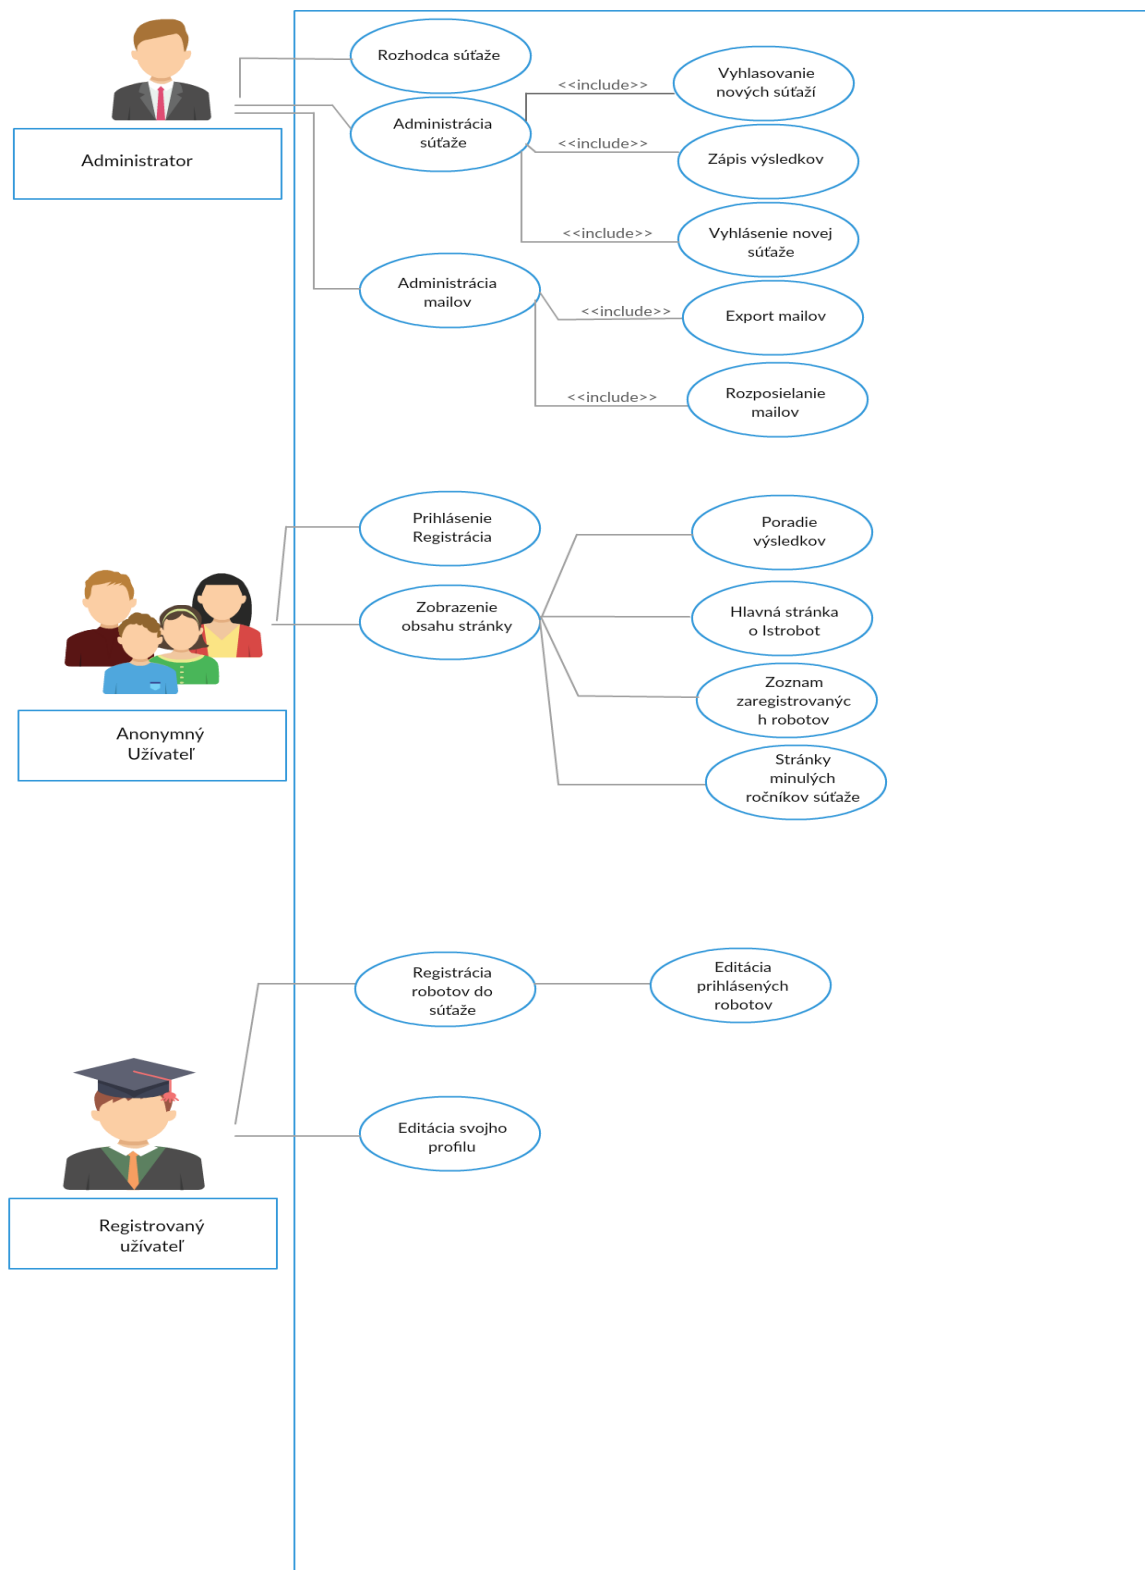 Administrator
Rozhodca súťaže
Administrácia
súťaže
<<include>>
Vyhlasovanie
nových súťaží
<<include>>
Zápis výsledkov
<<include>>
Vyhlásenie novej
súťaže
Administrácia
mailov
<<include>>
Export mailov
<<include>>
Rozposielanie
mailov
Anonymný
Užívateľ
Prihlásenie
Registrácia
Zobrazenie
obsahu stránky
Poradie
výsledkov
Hlavná stránka
o Istrobot
Zoznam
zaregistrovanýc
h robotov
Stránky
minulých
ročníkov súťaže
Registrovaný
užívateľ
Registrácia
robotov do
súťaže
Editácia
prihlásených
robotov
Editácia svojho
profilu